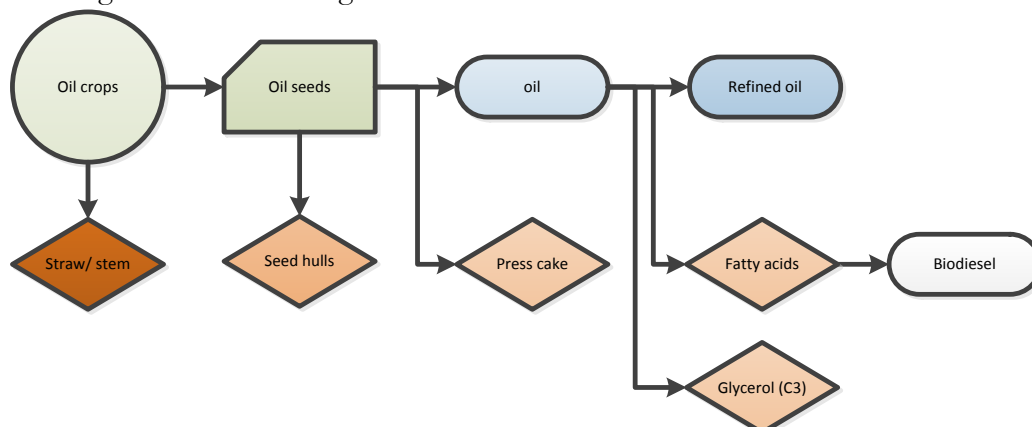 Oil crops
Oil seeds
oil
Refined oil
Straw/ stem
Seed hulls
Press cake
Fatty acids
Biodiesel
Glycerol (C3)